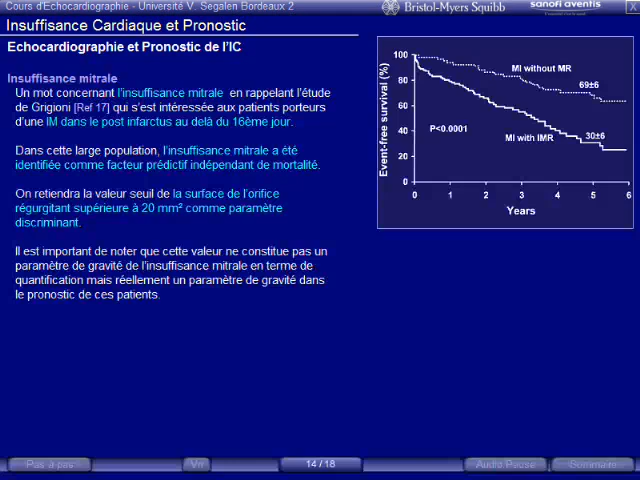 Cours d'Echocardiographie - Université V. Segalen Bordeaux 2
Bristol-Myers Squibb
sanofi aventis
X
Insuffisance Cardiaque et Pronostic
Echocardiographie et Pronostic de l'IC
Insuffisance mitrale
Un mot concernant l'insuffisance mitrale en rappelant l'étude
de Grigioni [Ref 17] qui s'est intéressée aux patients porteurs
d'une IM dans le post infarctus au delà du 16ème jour.
Dans cette large population, l'insuffisance mitrale a été
identifiée comme facteur prédictif indépendant de mortalité.
On retiendra la valeur seuil de la surface de l'orifice
régurgitant supérieure à 20 mm² comme paramètre
discriminant.
Il est important de noter que cette valeur ne constitue pas un
paramètre de gravité de l'insuffisance mitrale en terme de
quantification mais réellement un paramètre de gravité dans
le pronostic de ces patients.
Event-free survival (%)
100
80
60
40
20
0
MI without MR
69±6
P<0.0001
MI with IMR
30±6
0 1 2 3 4 5 6
Years
Pas à pas
14 / 18
Audio Pause
Sommaire